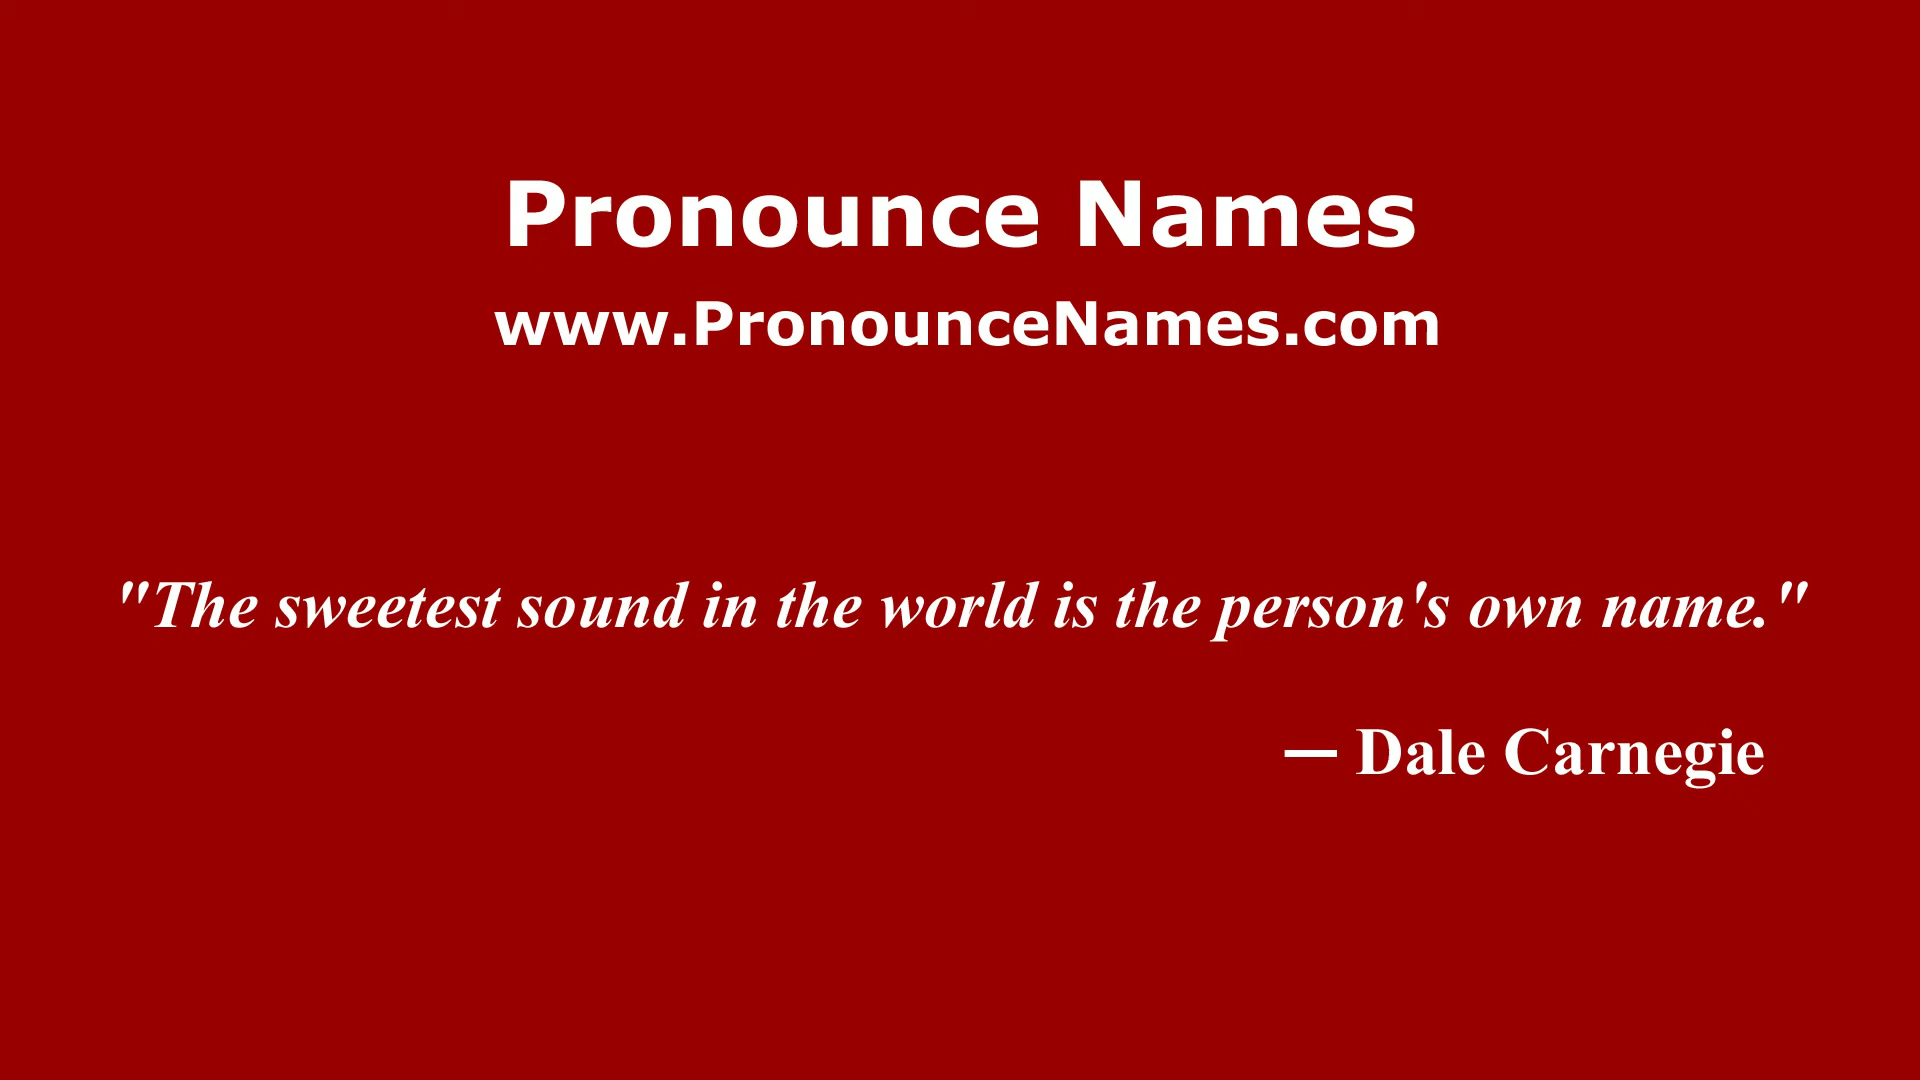 Pronounce Names
www.PronounceNames.com
"The sweetest sound in the world is the person's own name."
— Dale Carnegie